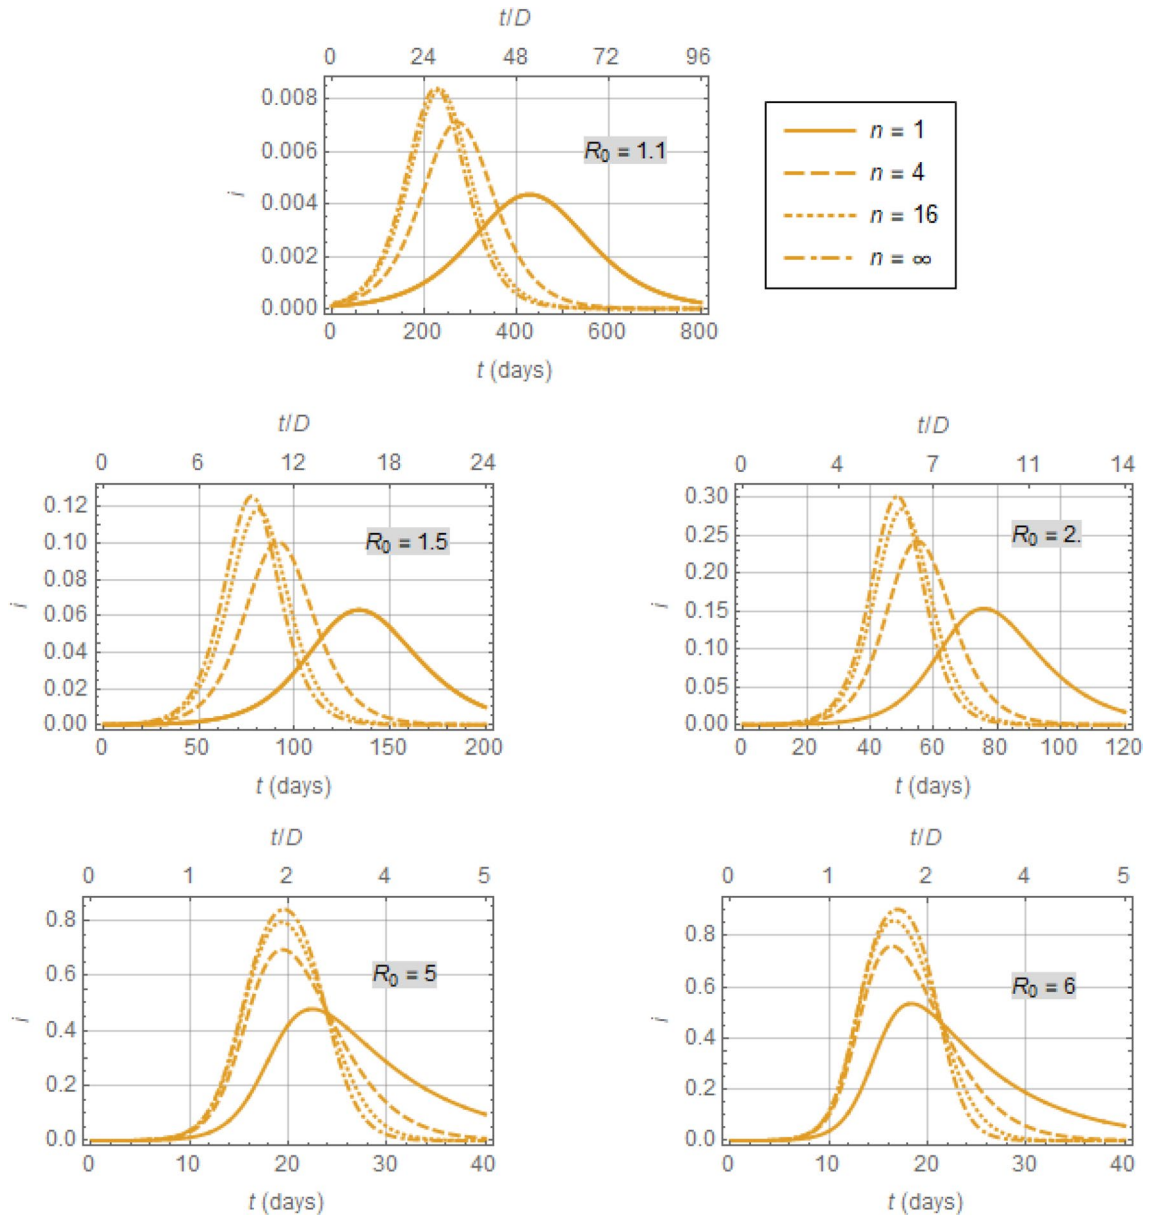 t/D
0 24 48 72 96
0.008
0.006
0.004
0.002
0.000
i
R0 = 1.1
0 200 400 600 800
t (days)
n = 1
n = 4
n = 16
n = ∞
t/D
0 6 12 18 24
0.12
0.10
0.08
0.06
0.04
0.02
0.00
i
R0 = 1.5
0 50 100 150 200
t (days)
t/D
0 4 7 11 14
0.30
0.25
0.20
0.15
0.10
0.05
0.00
i
R0 = 2.
0 20 40 60 80 100 120
t (days)
t/D
0 1 2 4 5
0.8
0.6
0.4
0.2
0.0
i
R0 = 5
0 10 20 30 40
t (days)
t/D
0 1 2 4 5
0.8
0.6
0.4
0.2
0.0
i
R0 = 6
0 10 20 30 40
t (days)